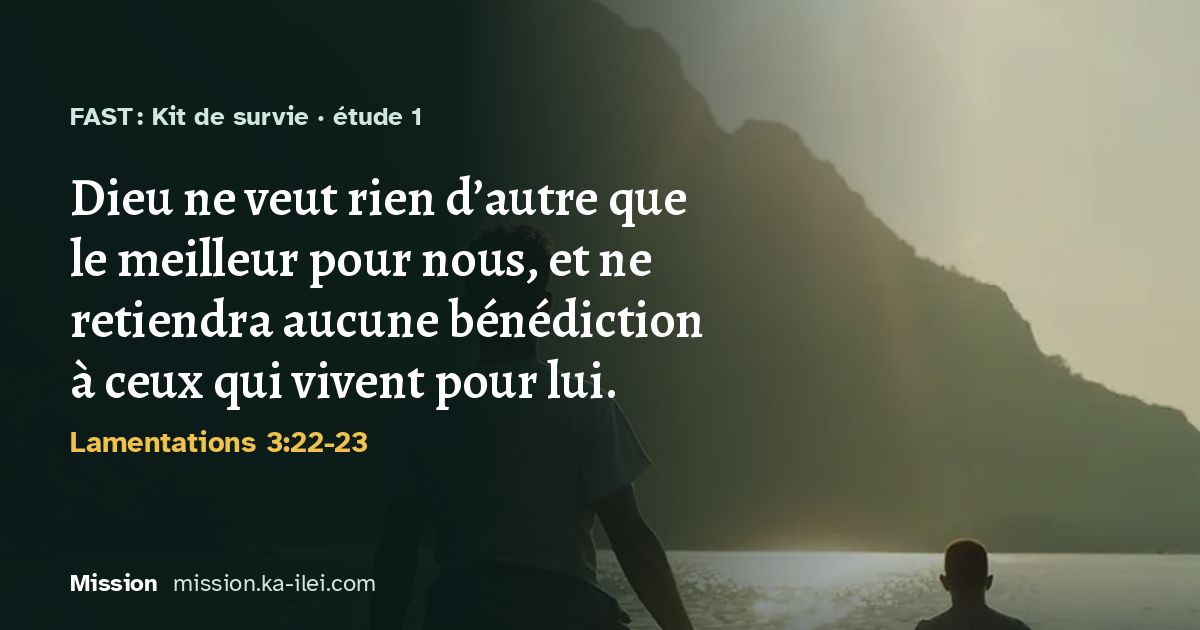 FAST : Kit de survie · étude 1
Dieu ne veut rien d’autre que
le meilleur pour nous, et ne
retiendra aucune bénédiction
à ceux qui vivent pour lui.
Lamentations 3:22-23
Mission mission.ka-ilei.com